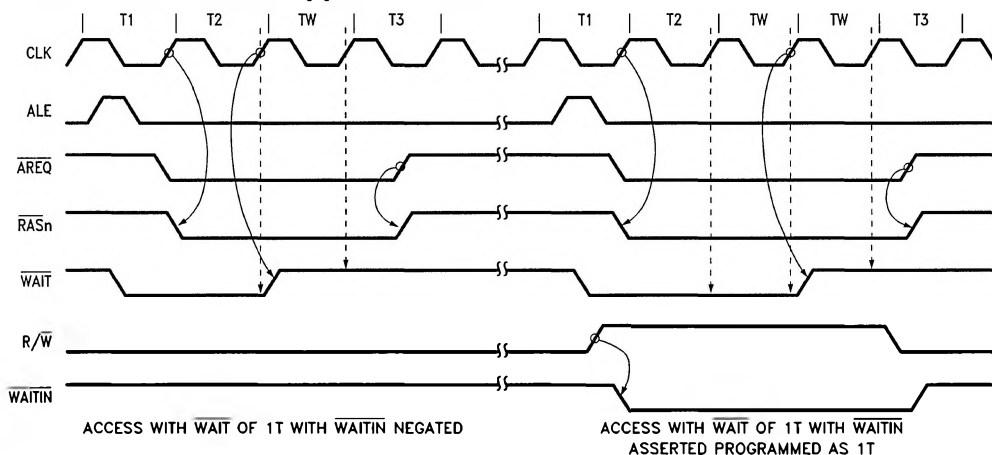 T1 T2 TW T3 T1 T2 TW TW T3
CLK
ALE
AREQ
RASn
WAIT
R/W
WAITIN
ACCESS WITH WAIT OF 1T WITH WAITIN NEGATED
ACCESS WITH WAIT OF 1T WITH WAITIN
ASSERTED PROGRAMMED AS 1T